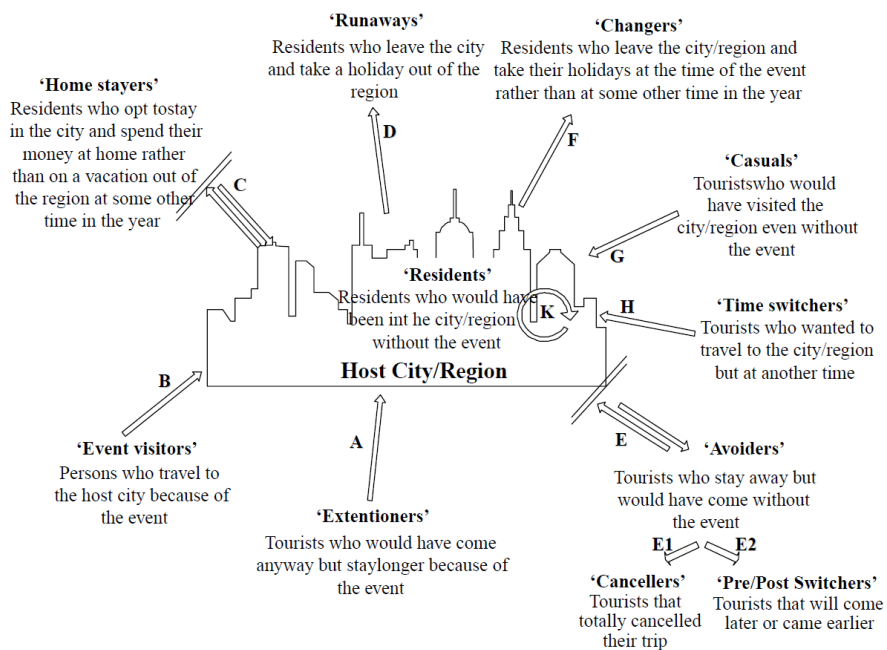 ‘Runaways’
Residents who leave the city
and take a holiday out of the
region
‘Changers’
Residents who leave the city/region and
take their holidays at the time of the event
rather than at some other time in the year
‘Home stayers’
Residents who opt tostay
in the city and spend their
money at home rather
than on a vacation out of
the region at some other
time in the year
C
D
F
‘Casuals’
Touristswho would
have visited the
city/region even without
the event
G
‘Residents’
Residents who would have
been int he city/region
without the event
K
H
‘Time switchers’
Tourists who wanted to
travel to the city/region
but at another time
Host City/Region
B
‘Event visitors’
Persons who travel to
the host city because of
the event
A
‘Extentioners’
Tourists who would have come
anyway but staylonger because of
the event
E
‘Avoiders’
Tourists who stay away but
would have come without
the event
E1
E2
‘Cancellers’
Tourists that
totally cancelled
their trip
‘Pre/Post Switchers’
Tourists that will come
later or came earlier